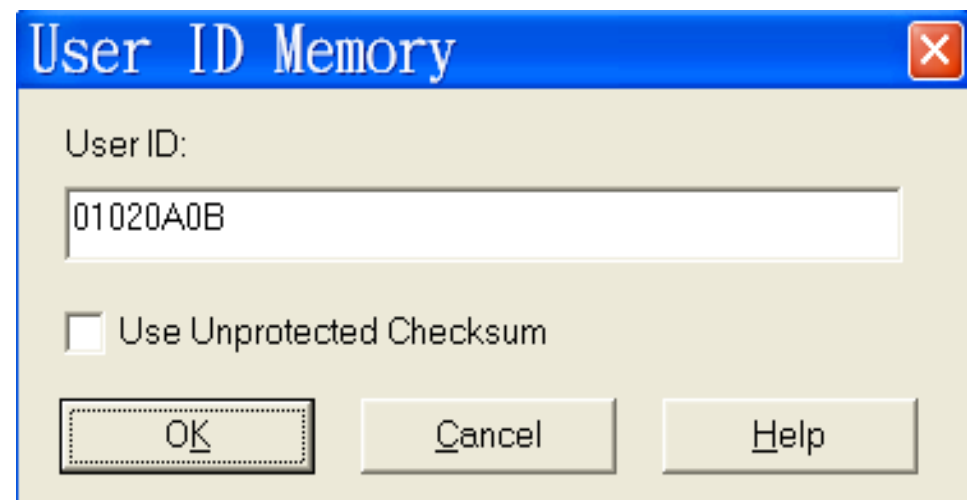 User ID Memory
User ID:
01020A0B
Use Unprotected Checksum
OK Cancel Help